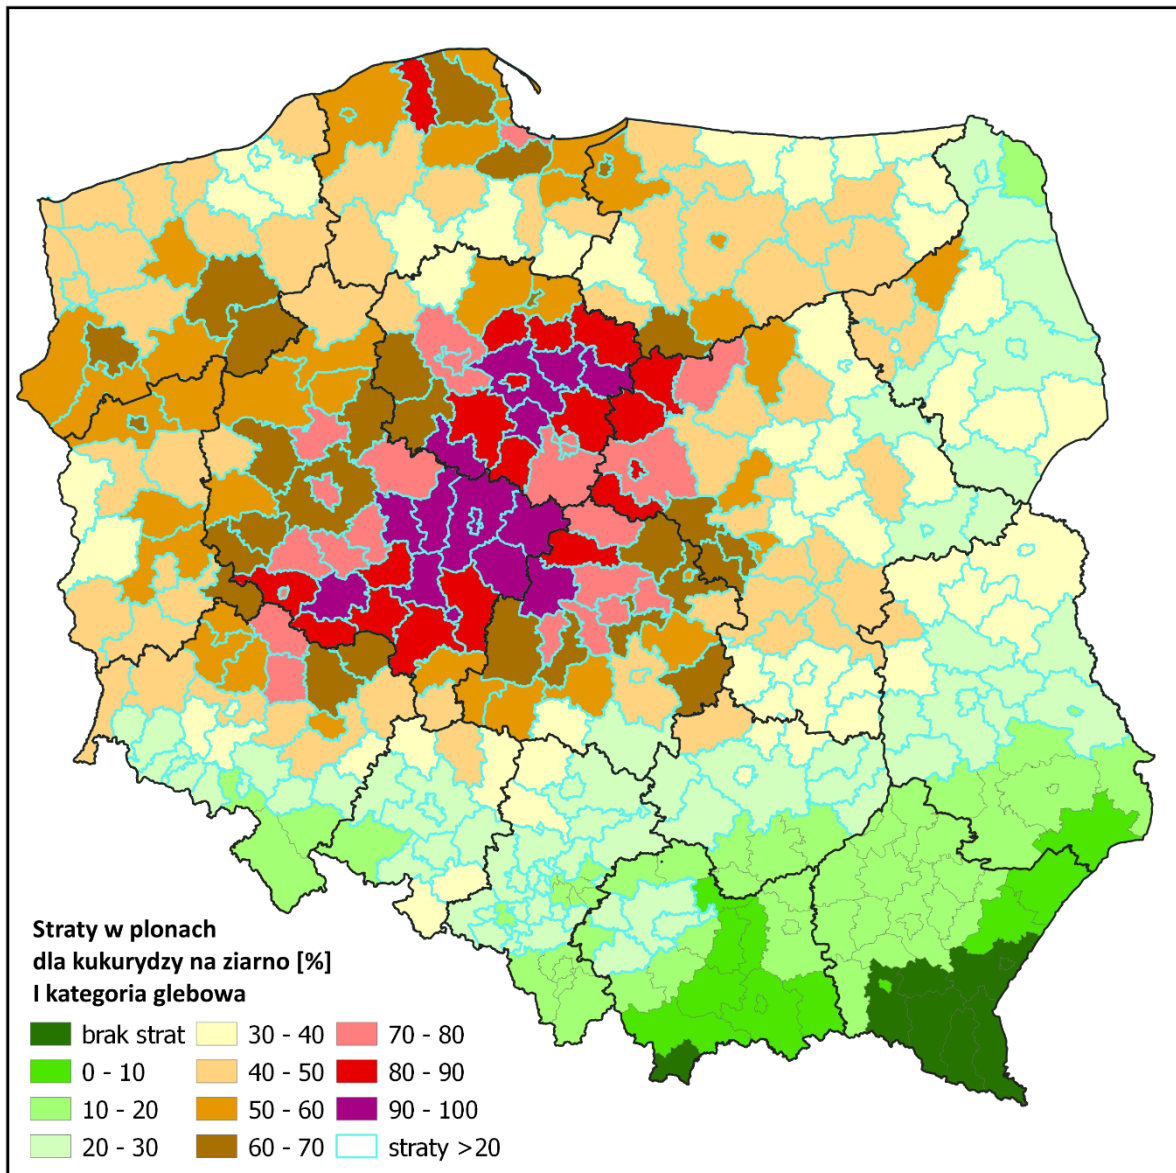 Straty w plonach
dla kukurydzy na ziarno [%]
I kategoria glebowa
brak strat
0 - 10
10 - 20
20 - 30
30 - 40
40 - 50
50 - 60
60 - 70
70 - 80
80 - 90
90 - 100
straty >20